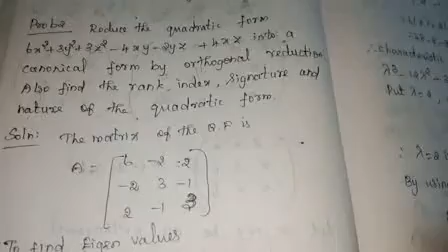 Prob 2 Reduce the quadratic form
6x²+3y²+3z²-4xy-2yz+4xz into a
canonical form by orthogonal reduction
Also find the rank, index, signature and
nature of the quadratic form.
Soln: The matrix of the Q.F is
A = [ 6 -2 2
-2 3 -1
2 -1 3 ]
To find Eigen values
characteristic
λ3-12λ2-
Put λ=
∴ λ=2
By using